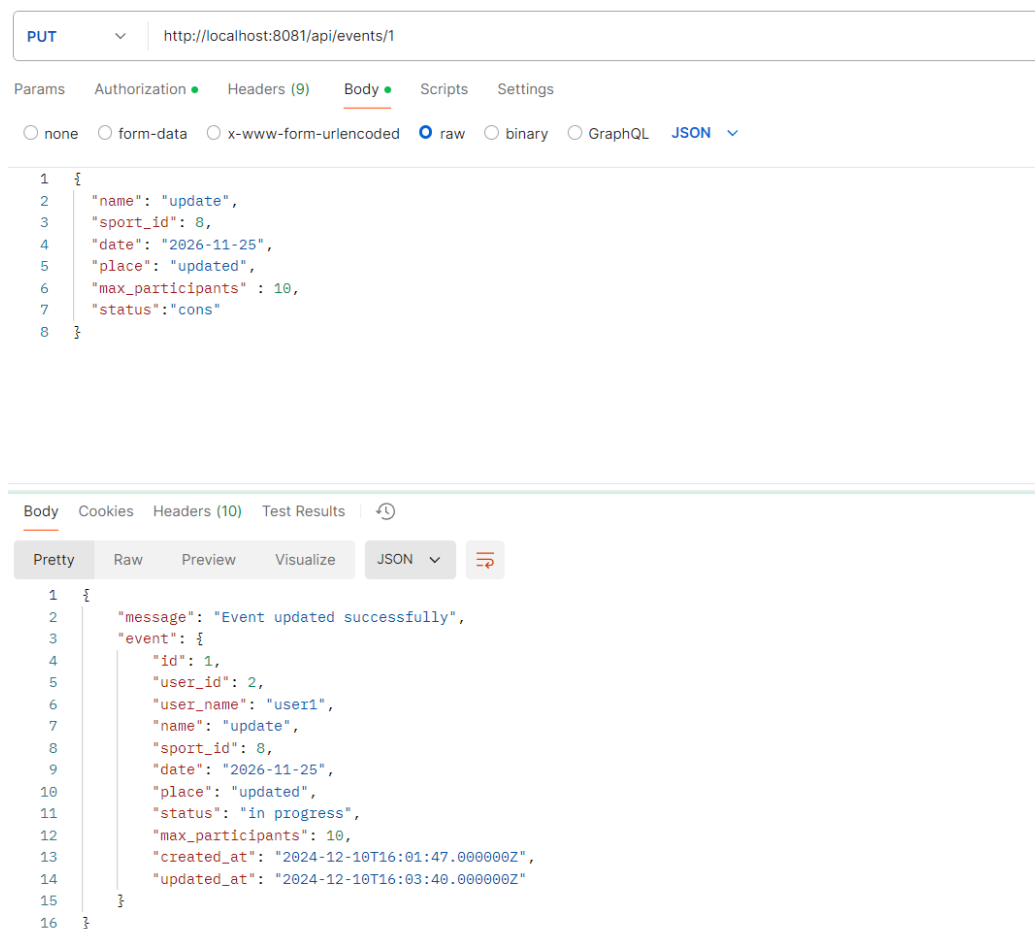 PUT http://localhost:8081/api/events/1
Params Authorization Headers (9) Body Scripts Settings
none form-data x-www-form-urlencoded raw binary GraphQL JSON
1 {
2 "name": "update",
3 "sport_id": 8,
4 "date": "2026-11-25",
5 "place": "updated",
6 "max_participants" : 10,
7 "status":"cons"
8 }
Body Cookies Headers (10) Test Results
Pretty Raw Preview Visualize JSON
1 {
2 "message": "Event updated successfully",
3 "event": {
4 "id": 1,
5 "user_id": 2,
6 "user_name": "user1",
7 "name": "update",
8 "sport_id": 8,
9 "date": "2026-11-25",
10 "place": "updated",
11 "status": "in progress",
12 "max_participants": 10,
13 "created_at": "2024-12-10T16:01:47.000000Z",
14 "updated_at": "2024-12-10T16:03:40.000000Z"
15 }
16 }